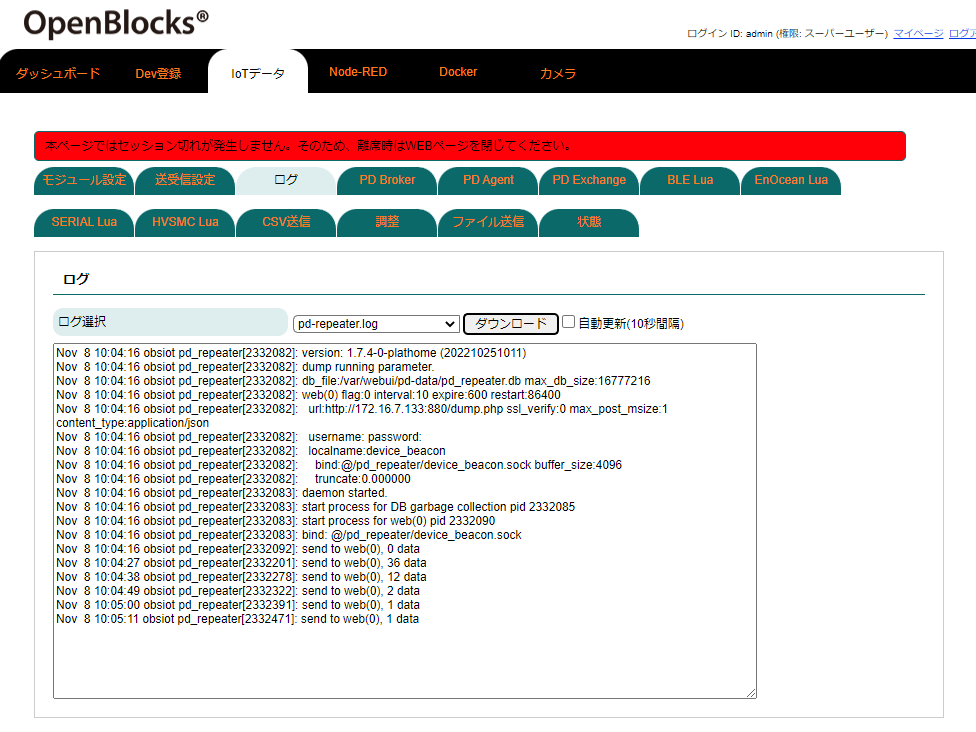 OpenBlocks®
ログイン ID: admin (権限: スーパーユーザー) マイページ ログア
ダッシュボード Dev登録 IoTデータ Node-RED Docker カメラ
本ページではセッション切れが発生しません。そのため、離席時はWEBページを閉じてください。
モジュール設定 送受信設定 ログ PD Broker PD Agent PD Exchange BLE Lua EnOcean Lua
SERIAL Lua HVSMC Lua CSV送信 調整 ファイル送信 状態
ログ
ログ選択 pd-repeater.log ダウンロード 自動更新(10秒間隔)
Nov 8 10:04:16 obsiot pd_repeater[2332082]: version: 1.7.4-0-plathome (202210251011)
Nov 8 10:04:16 obsiot pd_repeater[2332082]: dump running parameter.
Nov 8 10:04:16 obsiot pd_repeater[2332082]: db_file:/var/webui/pd-data/pd_repeater.db max_db_size:16777216
Nov 8 10:04:16 obsiot pd_repeater[2332082]: web(0) flag:0 interval:10 expire:600 restart:86400
Nov 8 10:04:16 obsiot pd_repeater[2332082]: url:http://172.16.7.133:880/dump.php ssl_verify:0 max_post_msize:1
content_type:application/json
Nov 8 10:04:16 obsiot pd_repeater[2332082]: username: password:
Nov 8 10:04:16 obsiot pd_repeater[2332082]: localname:device_beacon
Nov 8 10:04:16 obsiot pd_repeater[2332082]: bind:@/pd_repeater/device_beacon.sock buffer_size:4096
Nov 8 10:04:16 obsiot pd_repeater[2332082]: truncate:0.000000
Nov 8 10:04:16 obsiot pd_repeater[2332083]: daemon started.
Nov 8 10:04:16 obsiot pd_repeater[2332083]: start process for DB garbage collection pid 2332085
Nov 8 10:04:16 obsiot pd_repeater[2332083]: start process for web(0) pid 2332090
Nov 8 10:04:16 obsiot pd_repeater[2332083]: bind: @/pd_repeater/device_beacon.sock
Nov 8 10:04:16 obsiot pd_repeater[2332092]: send to web(0), 0 data
Nov 8 10:04:27 obsiot pd_repeater[2332201]: send to web(0), 36 data
Nov 8 10:04:38 obsiot pd_repeater[2332278]: send to web(0), 12 data
Nov 8 10:04:49 obsiot pd_repeater[2332322]: send to web(0), 2 data
Nov 8 10:05:00 obsiot pd_repeater[2332391]: send to web(0), 1 data
Nov 8 10:05:11 obsiot pd_repeater[2332471]: send to web(0), 1 data